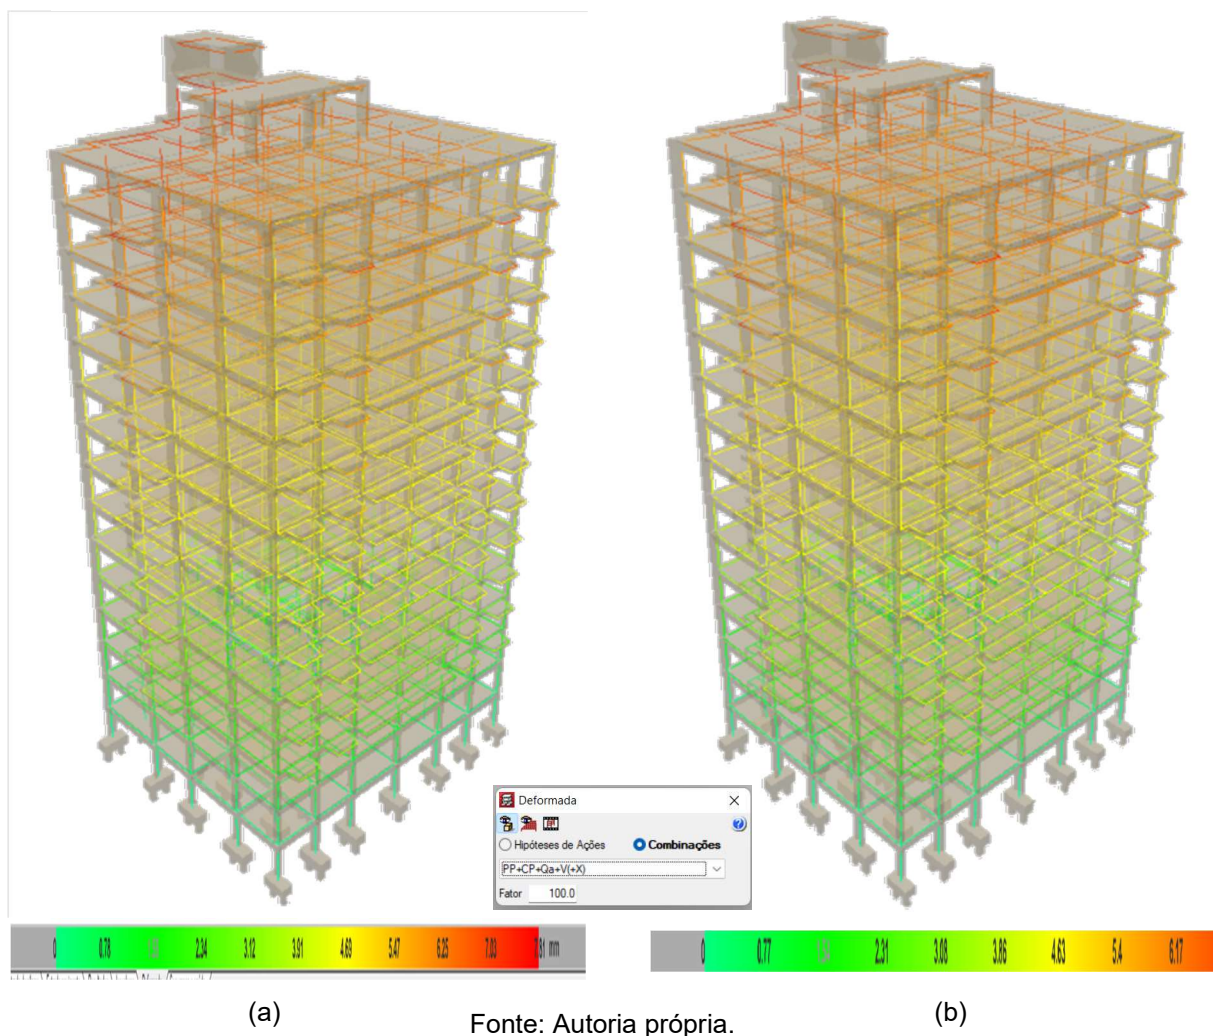 Deformada
Hipóteses de Ações Combinações
PP+CP+Qa+V(+X)
Fator 100.0
0 0.78 2.34 3.12 3.91 4.69 5.47 6.25 7.03 7.81 mm
0 0.77 2.31 3.08 3.86 4.63 5.4 6.17
(a) (b)
Fonte: Autoria própria.